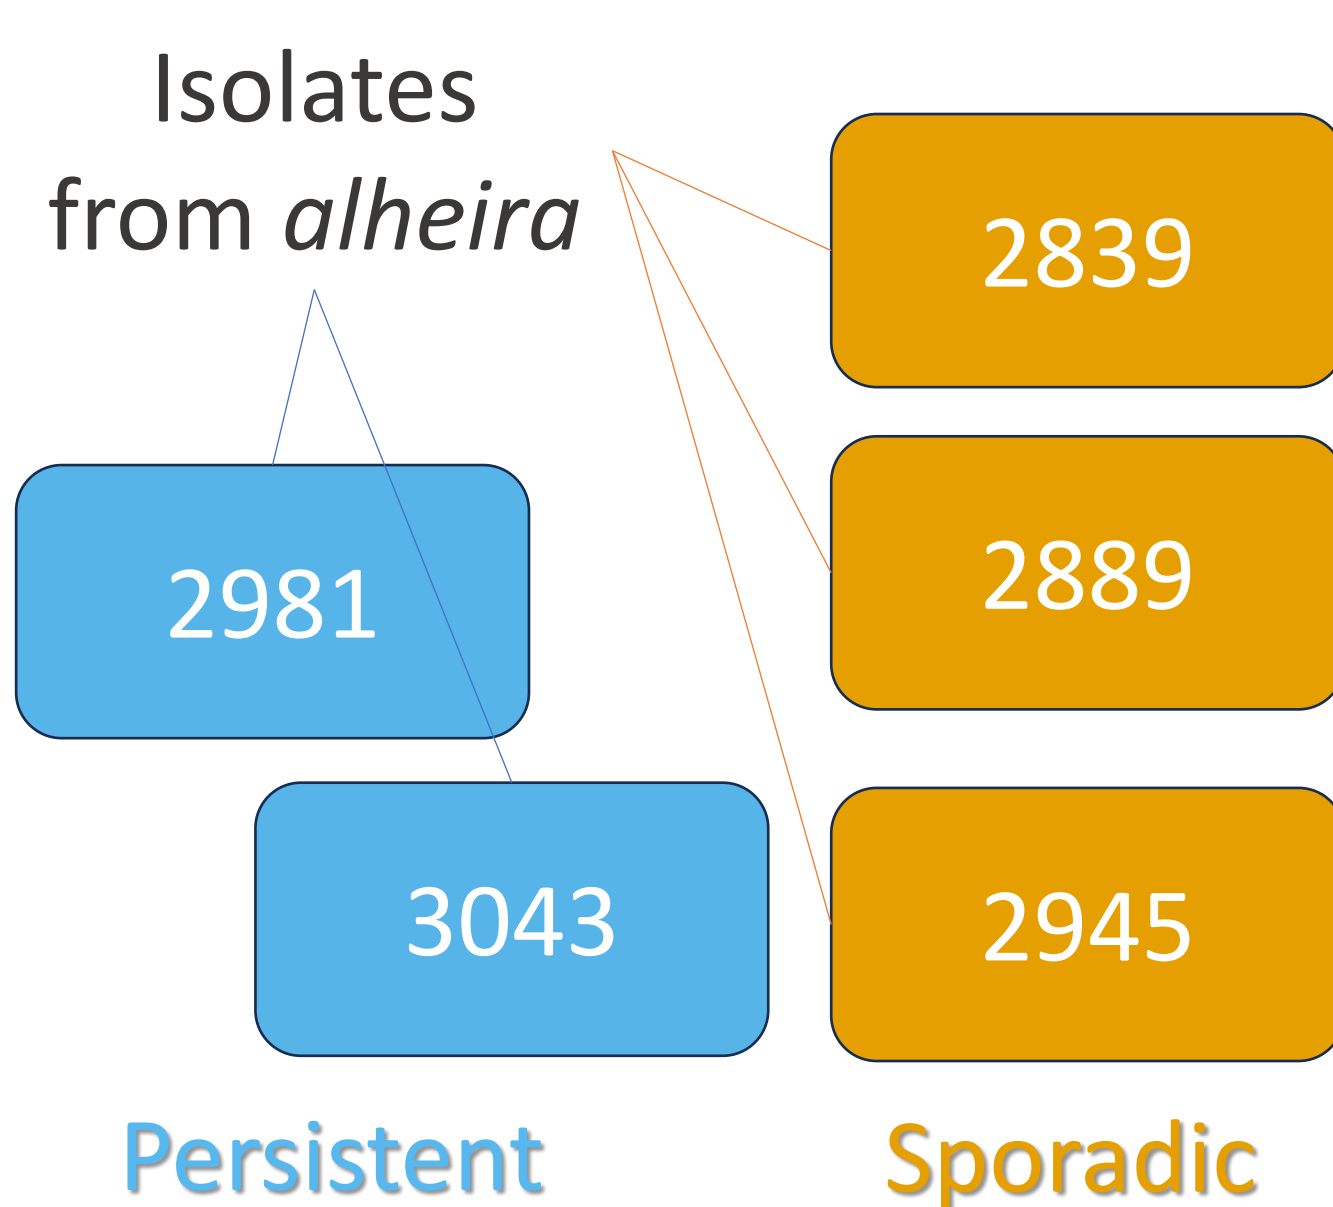 Isolates
from alheira
2839
2889
2981
3043
2945
Persistent
Sporadic